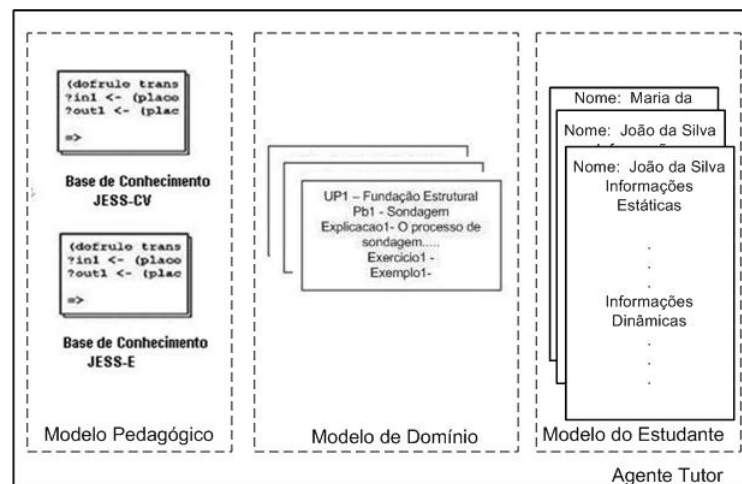 (dofrulo trans
?in1 <- (placo
?out1 <- (plac
=>
Base de Conhecimento
JESS-CV
(dofrulo trans
?in1 <- (placo
?out1 <- (plac
=>
Base de Conhecimento
JESS-E
Modelo Pedagógico
UP1 – Fundação Estrutural
Pb1 - Sondagem
Explicacao1- O processo de
sondagem.....
Exercicio1 -
Exemplo1-
Modelo de Domínio
Nome: Maria da
Nome: João da Silva
Nome: João da Silva
Informações
Estáticas
.
.
.
Informações
Dinâmicas
.
.
.
Modelo do Estudante
Agente Tutor